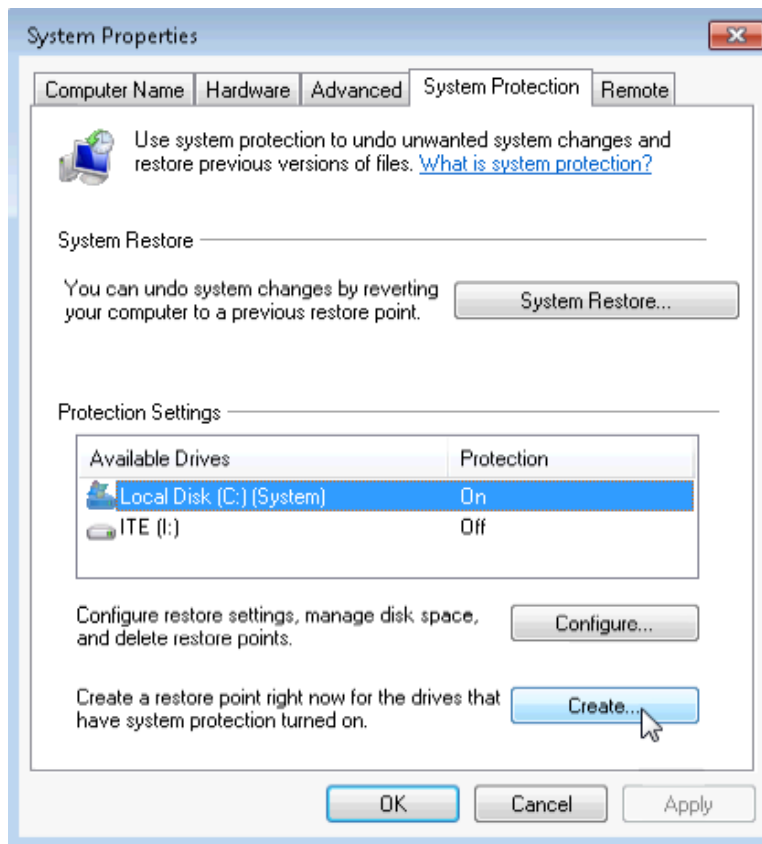 System Properties
Computer Name Hardware Advanced System Protection Remote
Use system protection to undo unwanted system changes and
restore previous versions of files. What is system protection?
System Restore
You can undo system changes by reverting
your computer to a previous restore point.
System Restore...
Protection Settings
Available Drives Protection
Local Disk (C:) (System) On
ITE (I:) Off
Configure restore settings, manage disk space,
and delete restore points.
Configure...
Create a restore point right now for the drives that
have system protection turned on.
Create...
OK Cancel Apply